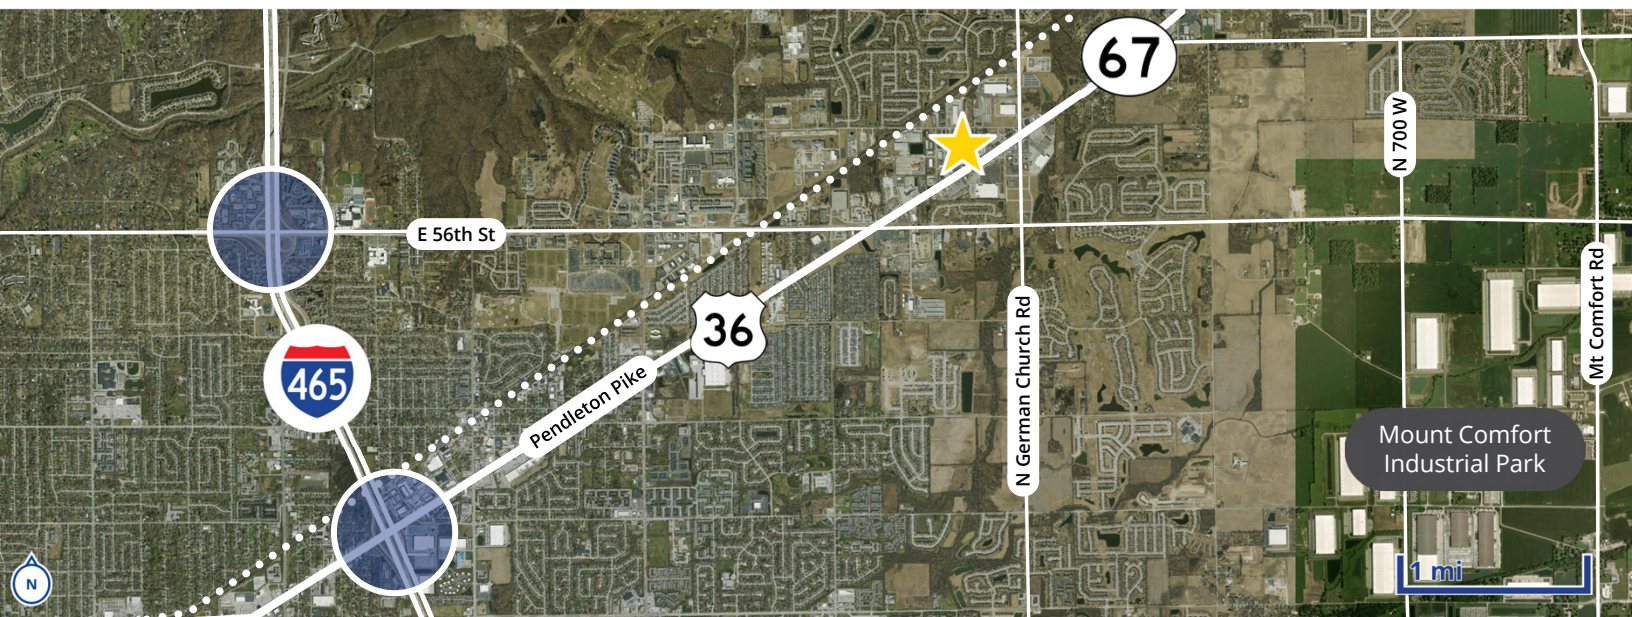 67
N 700 W
E 56th St
Mt Comfort Rd
36
N German Church Rd
465
Pendleton Pike
Mount Comfort
Industrial Park
1 mi
N